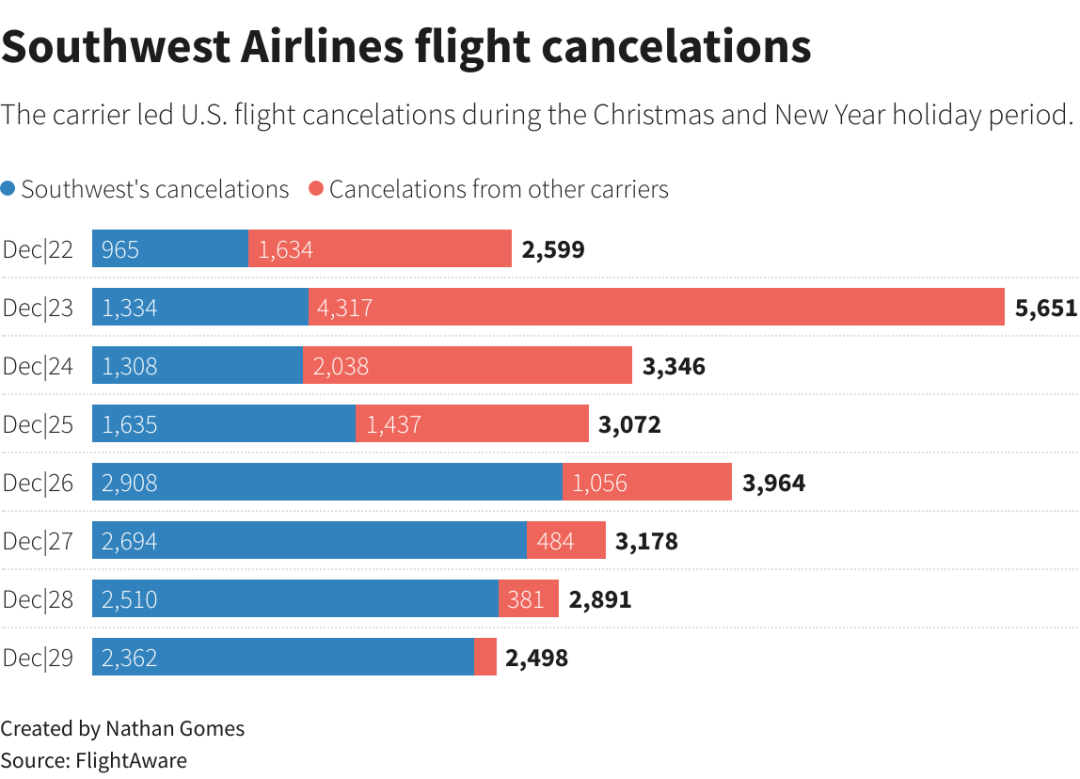 Southwest Airlines flight cancelations
The carrier led U.S. flight cancelations during the Christmas and New Year holiday period.
Southwest's cancelations Cancelations from other carriers
Dec|22 965 1,634 2,599
Dec|23 1,334 4,317 5,651
Dec|24 1,308 2,038 3,346
Dec|25 1,635 1,437 3,072
Dec|26 2,908 1,056 3,964
Dec|27 2,694 484 3,178
Dec|28 2,510 381 2,891
Dec|29 2,362 2,498
Created by Nathan Gomes
Source: FlightAware